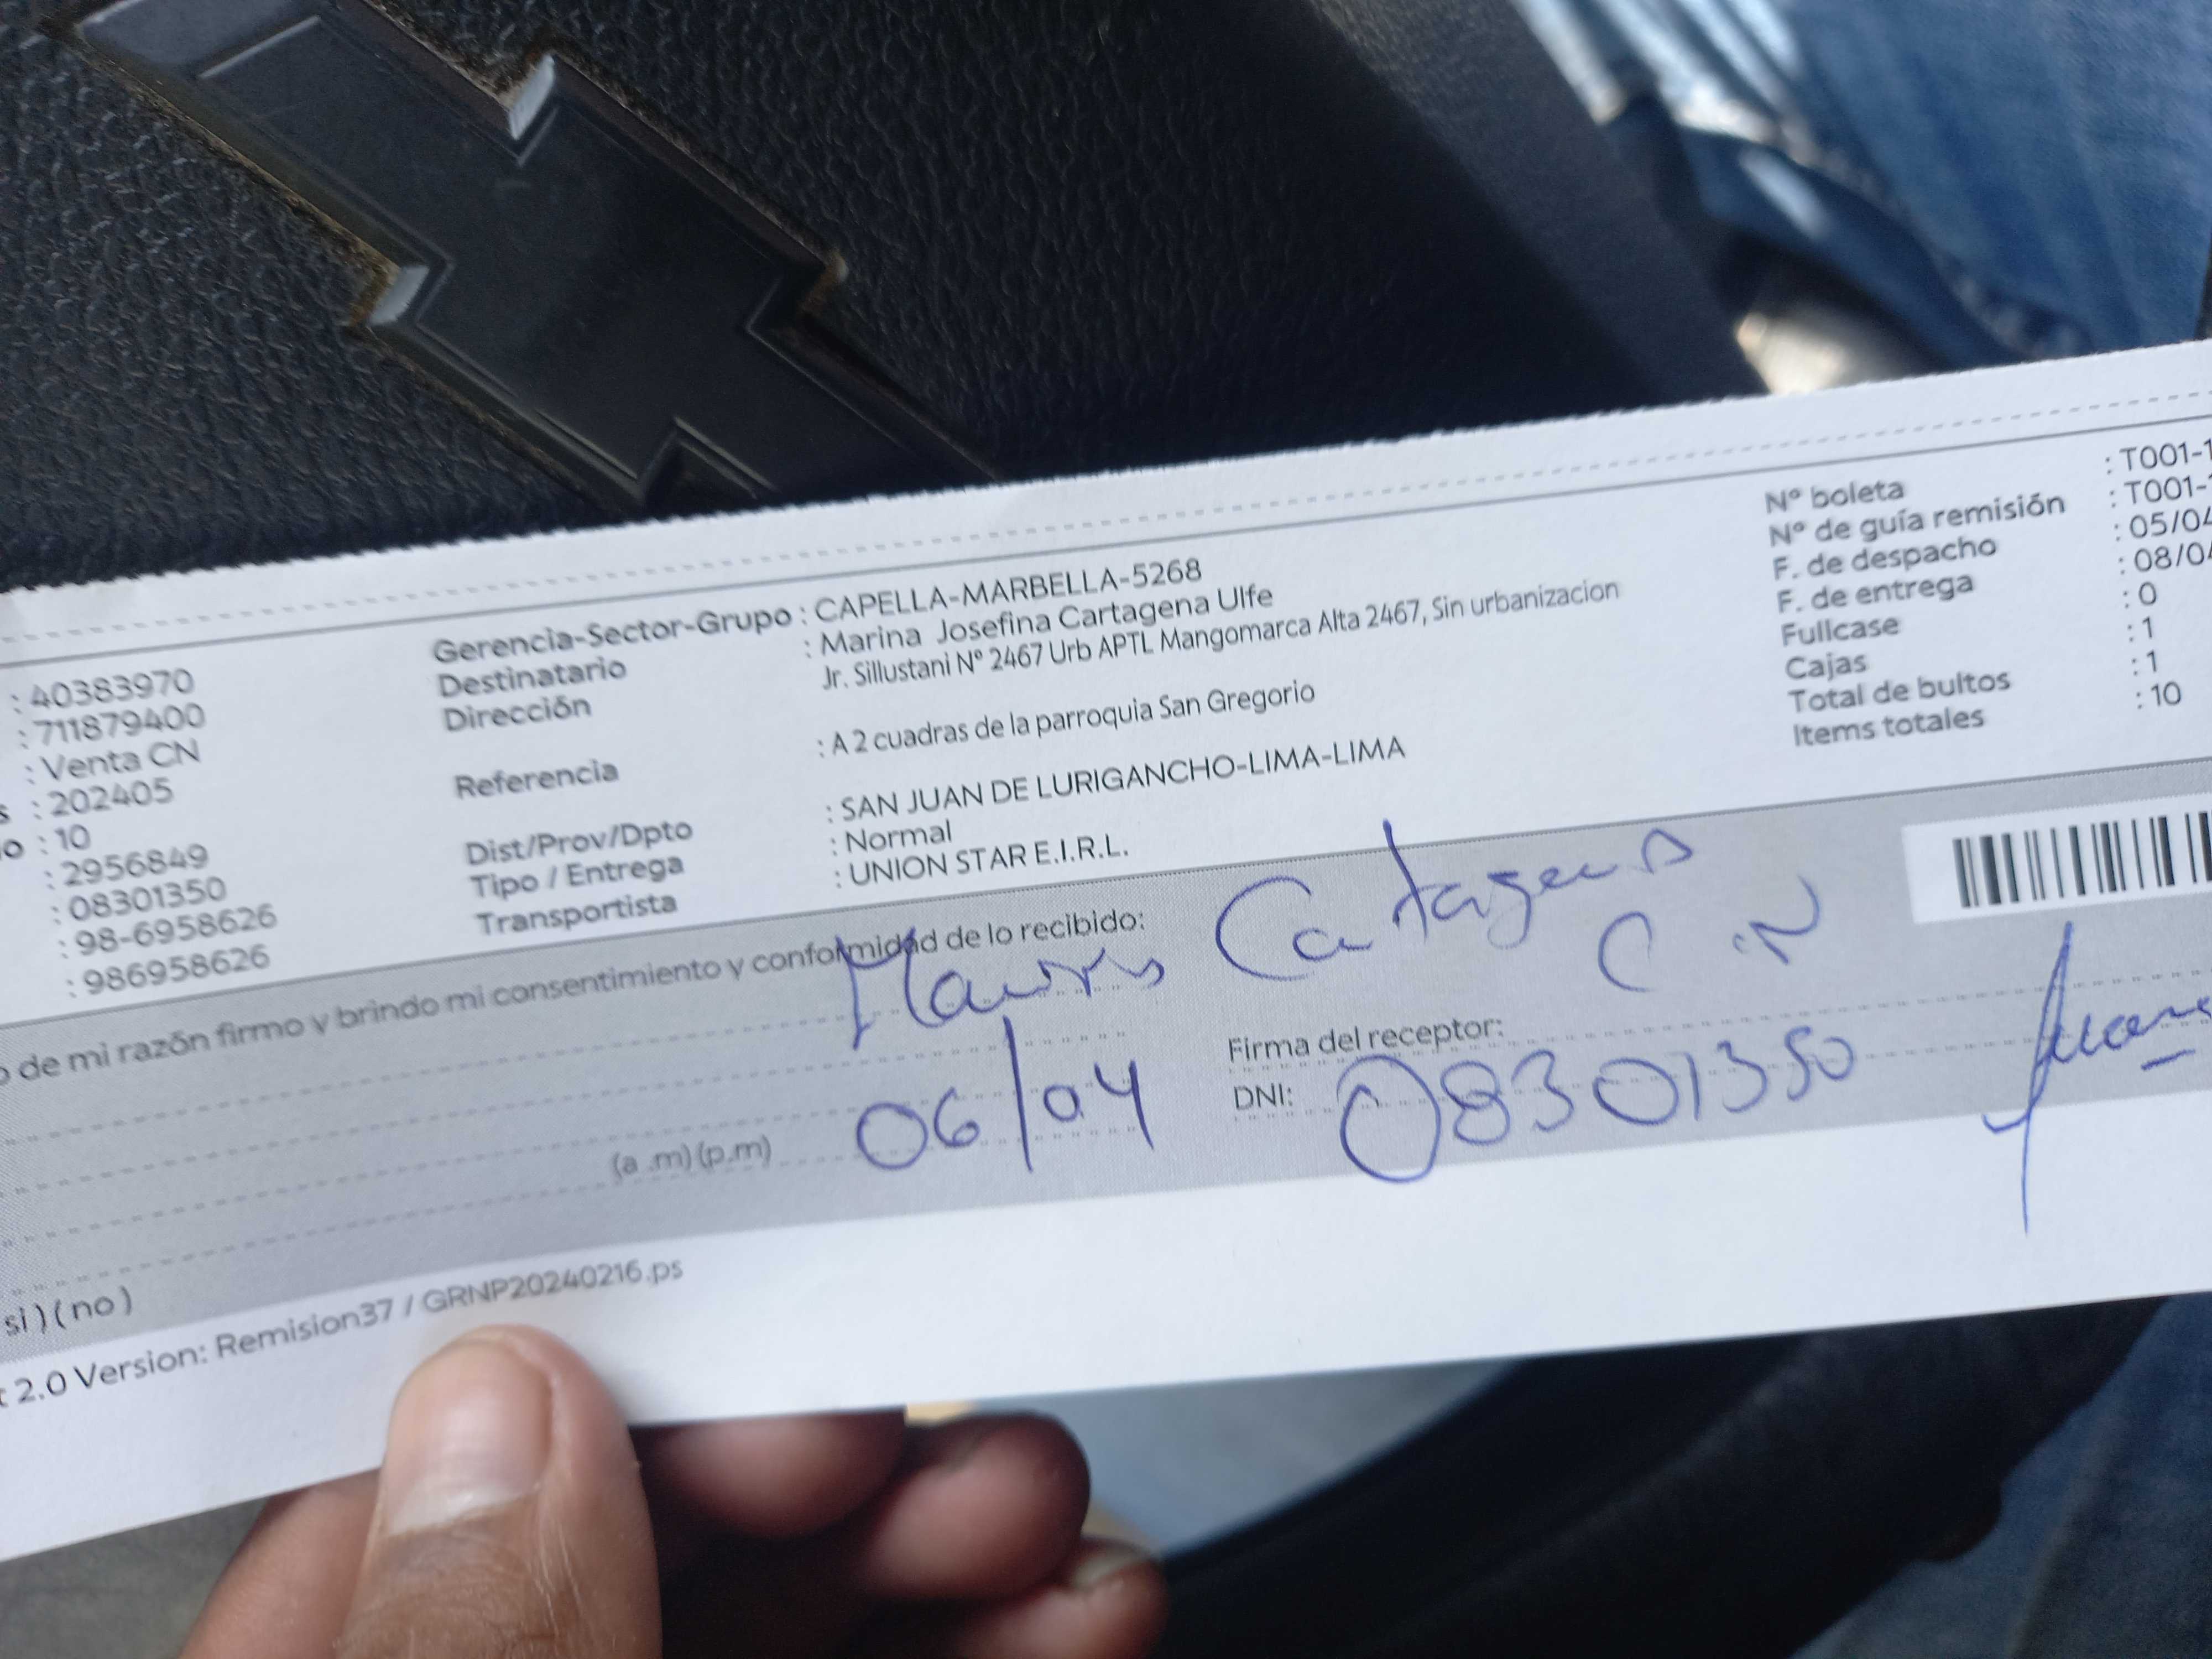 : 40383970
: 711879400
: Venta CN
s : 202405
o : 10
: 2956849
: 08301350
: 98-6958626
: 986958626
Gerencia-Sector-Grupo : CAPELLA-MARBELLA-5268
Destinatario : Marina Josefina Cartagena Ulfe
Dirección Jr. Sillustani Nº 2467 Urb APTL Mangomarca Alta 2467, Sin urbanizacion
Referencia : A 2 cuadras de la parroquia San Gregorio
Dist/Prov/Dpto : SAN JUAN DE LURIGANCHO-LIMA-LIMA
Tipo / Entrega : Normal
Transportista : UNION STAR E.I.R.L.
Nº boleta : T001-1
Nº de guía remisión : T001-1
F. de despacho : 05/04
F. de entrega : 08/04
Fullcase : 0
Cajas : 1
Total de bultos : 1
Items totales : 10
o de mi razón firmo y brindo mi consentimiento y conformidad de lo recibido:
Cartagena
C.N
Firma del receptor:
(a .m) (p.m) 06/04
DNI: 08301350
si ) ( no )
t 2.0 Version: Remision37 / GRNP20240216.ps